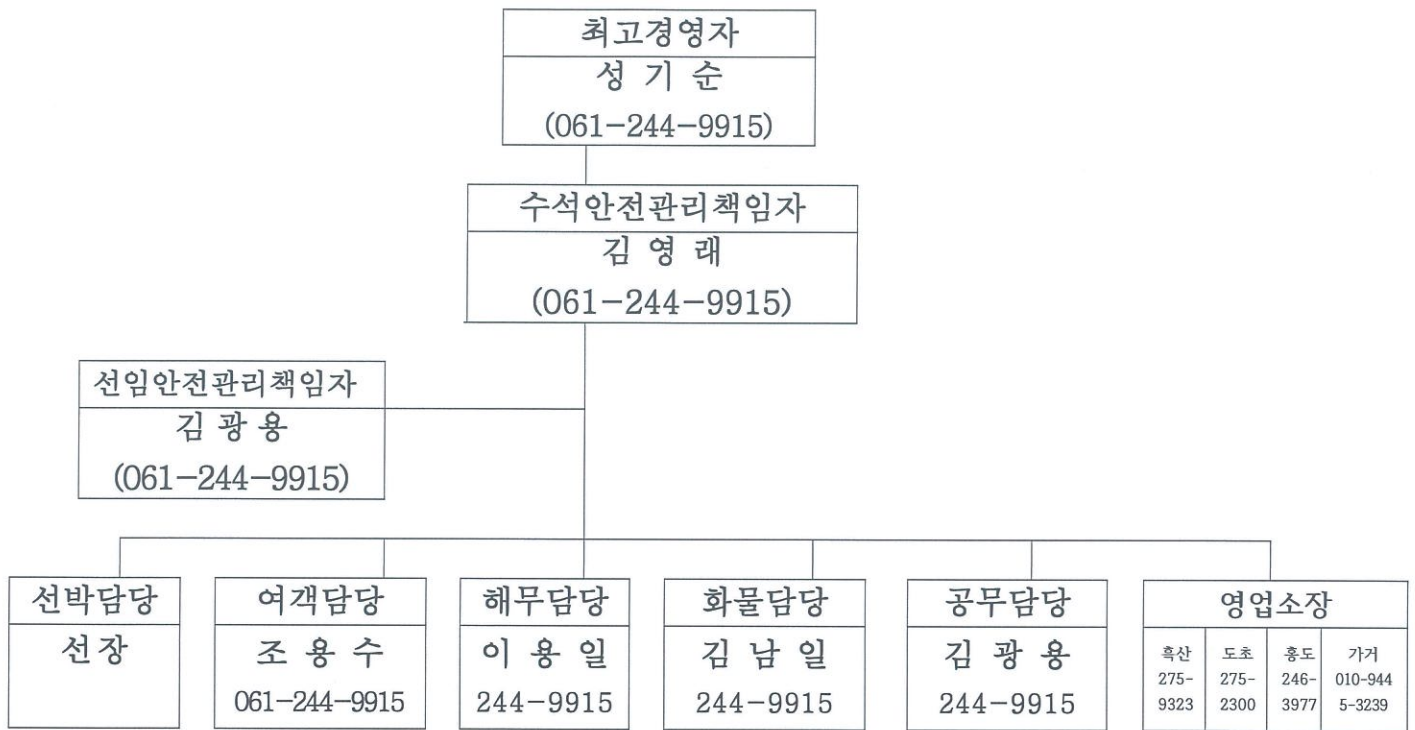 최고경영자
성 기 순
(061-244-9915)
수석안전관리책임자
김 영 래
(061-244-9915)
선임안전관리책임자
김 광 용
(061-244-9915)
선박담당
선장
여객담당
조 용 수
061-244-9915
해무담당
이 용 일
244-9915
화물담당
김 남 일
244-9915
공무담당
김 광 용
244-9915
영업소장
흑산
275-
9323
도초
275-
2300
홍도
246-
3977
가거
010-944
5-3239